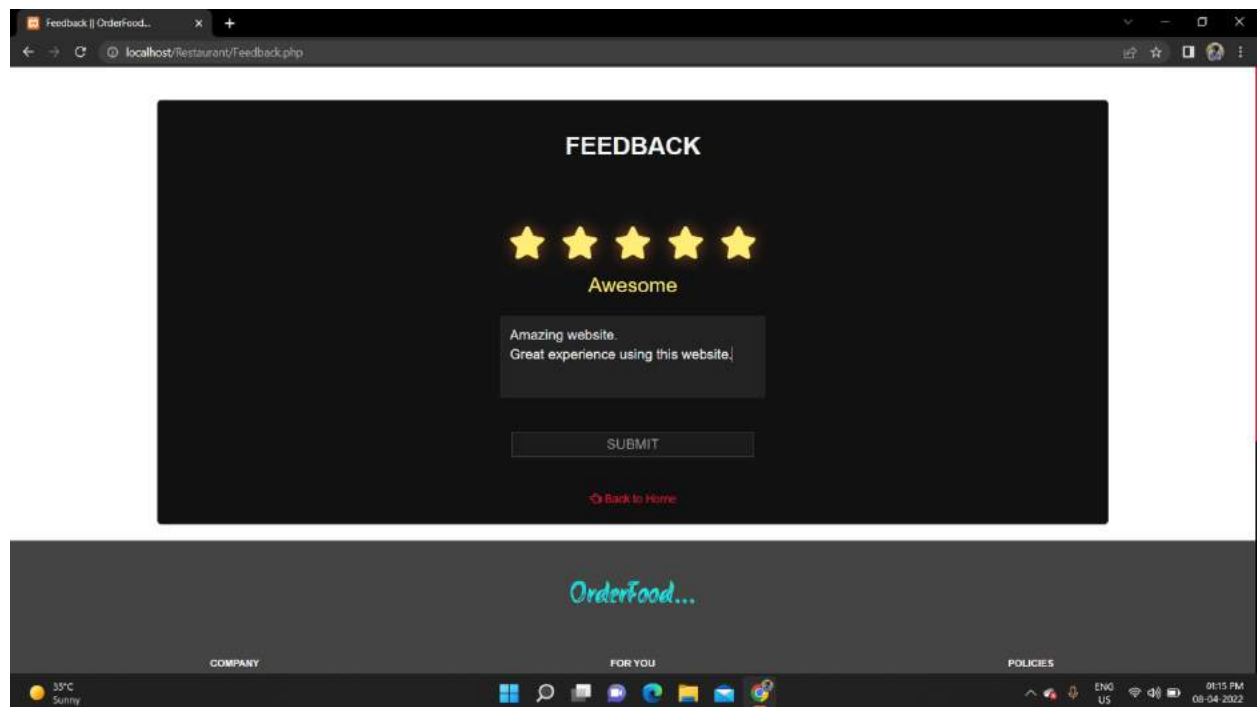 Feedback || OrderFood...
localhost/Restaurant/Feedback.php
FEEDBACK
Awesome
Amazing website.
Great experience using this website.
SUBMIT
Back to Home
OrderFood...
COMPANY
FOR YOU
POLICIES
33°C
Sunny
ENG
US
01:15 PM
08-04-2022